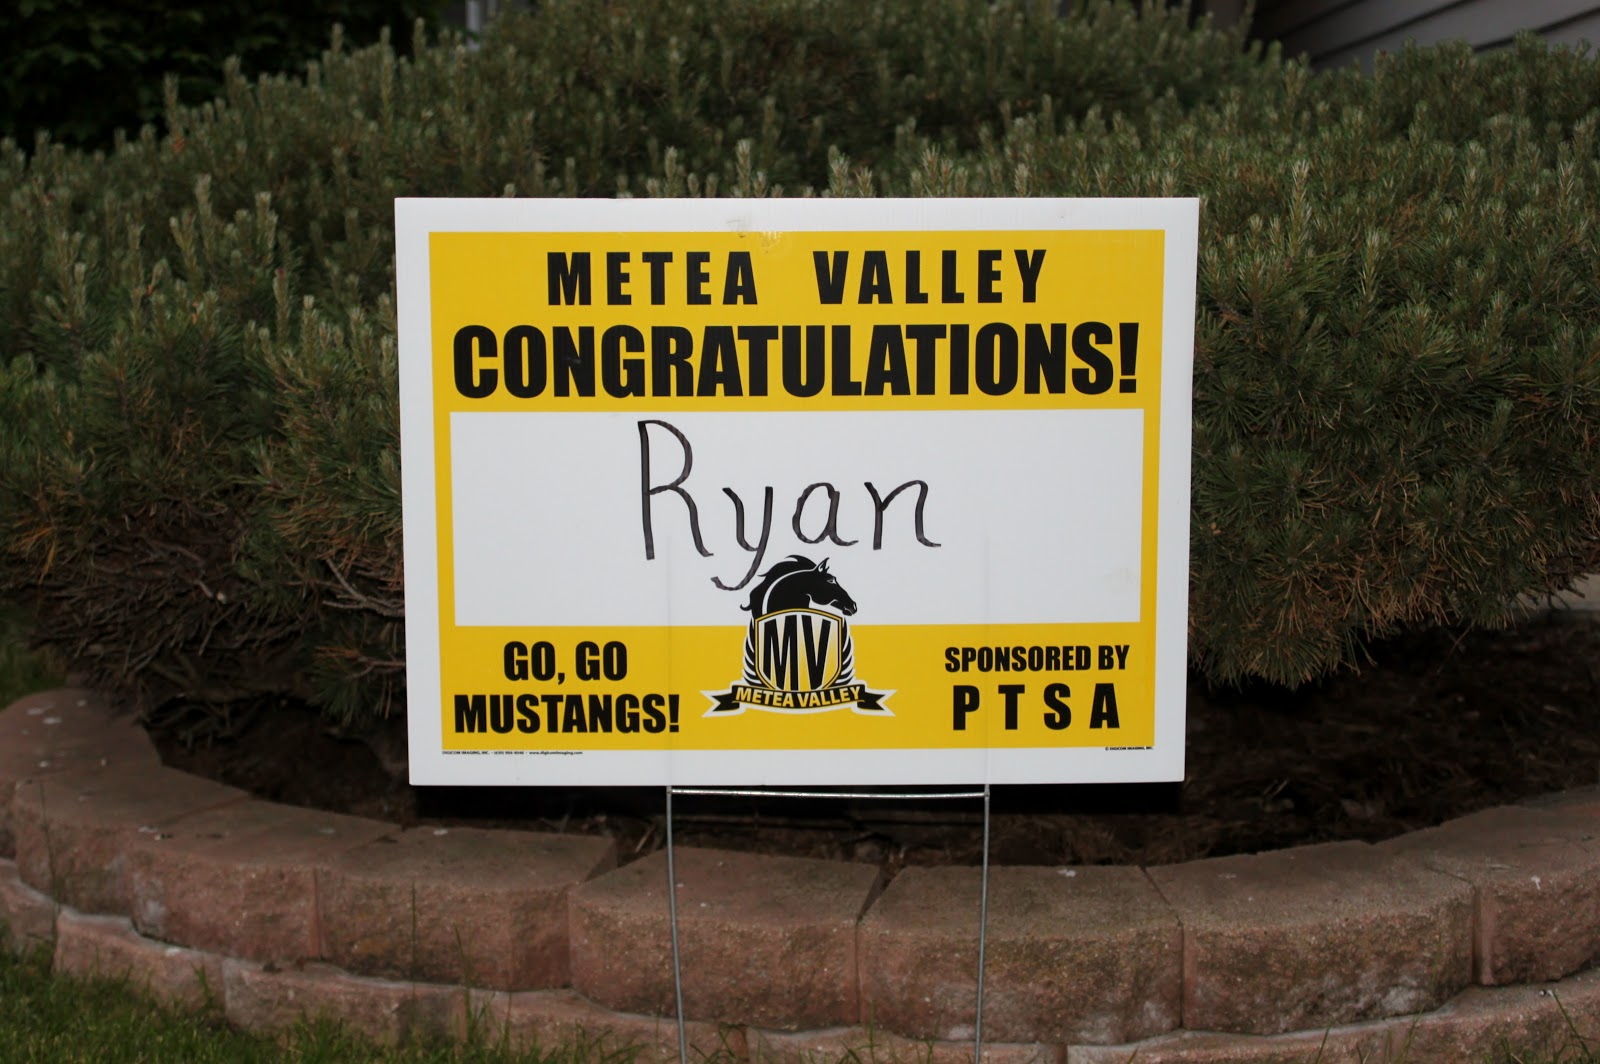 METEA VALLEY
CONGRATULATIONS!
Ryan
GO, GO
MUSTANGS!
MV
METEA VALLEY
SPONSORED BY
PTSA